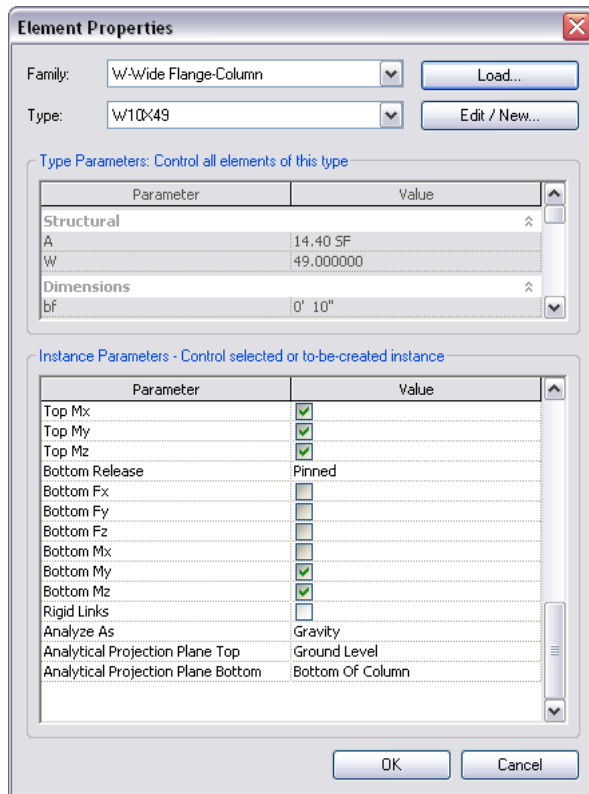 Element Properties
Family: W-Wide Flange-Column Load...
Type: W10X49 Edit / New...
Type Parameters: Control all elements of this type
Parameter Value
Structural
A 14.40 SF
W 49.000000
Dimensions
bf 0' 10"
Instance Parameters - Control selected or to-be-created instance
Parameter Value
Top Mx
Top My
Top Mz
Bottom Release Pinned
Bottom Fx
Bottom Fy
Bottom Fz
Bottom Mx
Bottom My
Bottom Mz
Rigid Links
Analyze As Gravity
Analytical Projection Plane Top Ground Level
Analytical Projection Plane Bottom Bottom Of Column
OK Cancel